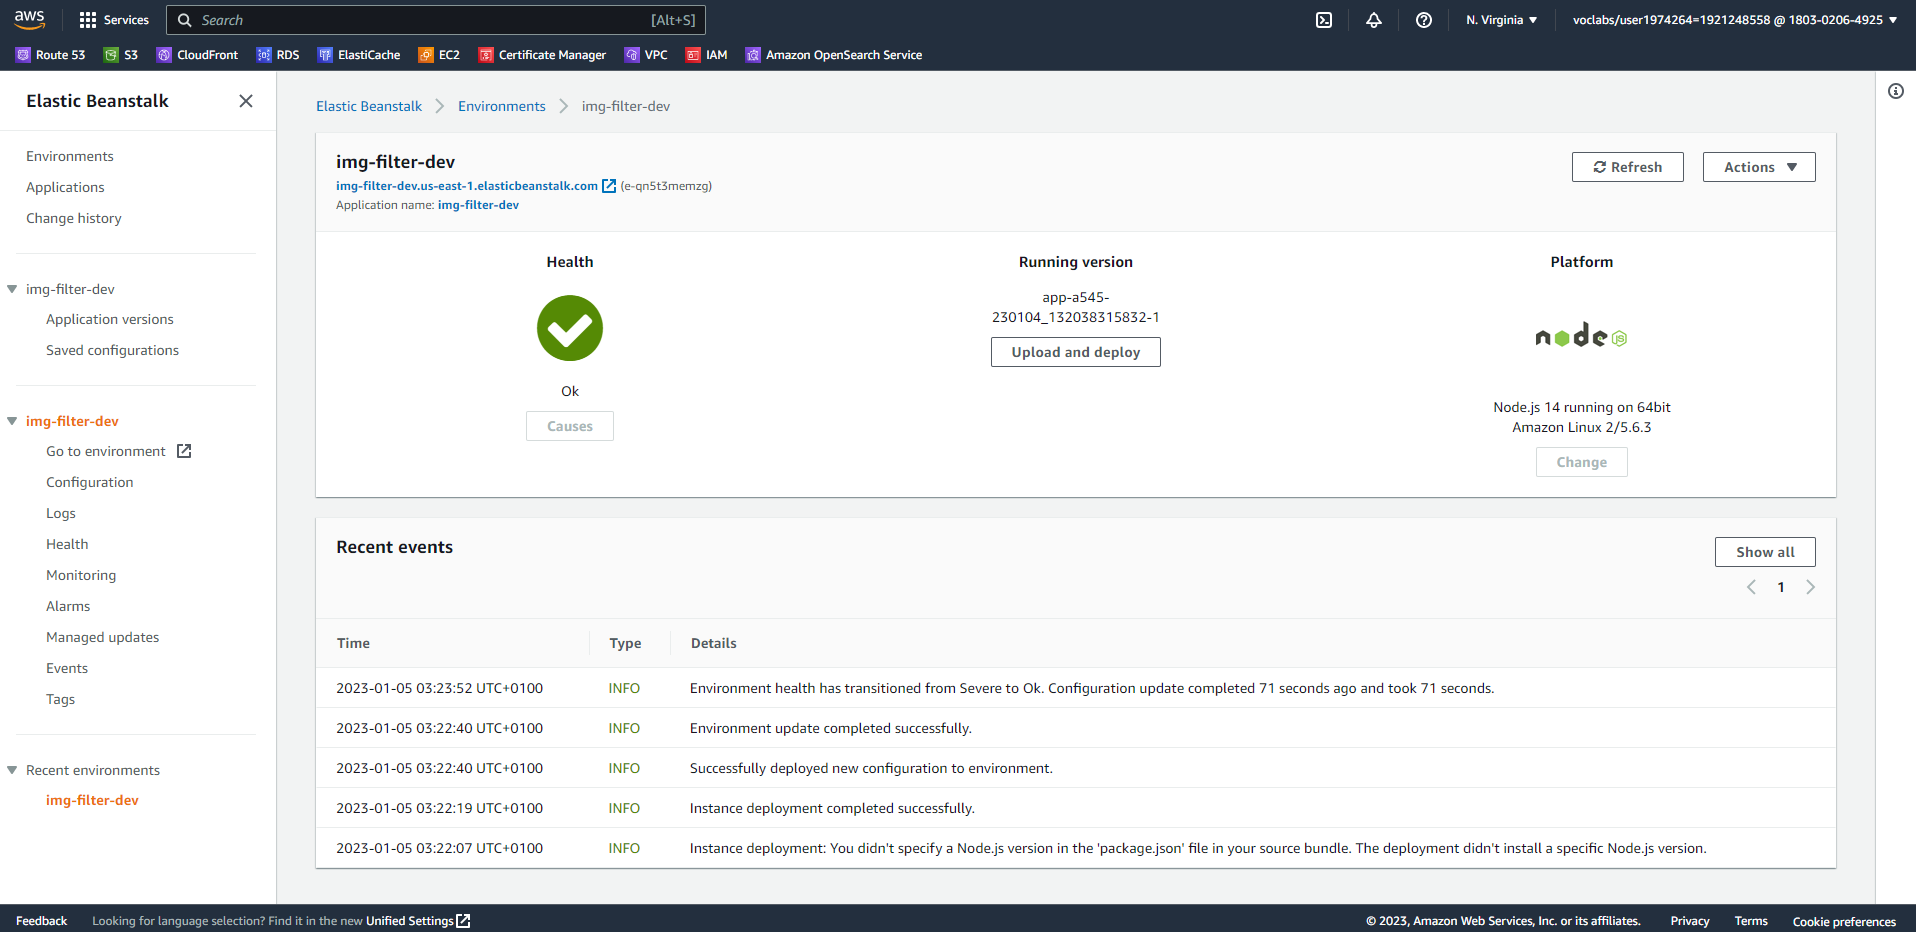 aws
Services
Search
[Alt+S]
N. Virginia
voclabs/user1974264=1921248558 @ 1803-0206-4925
Route 53
S3
CloudFront
RDS
ElastiCache
EC2
Certificate Manager
VPC
IAM
Amazon OpenSearch Service
Elastic Beanstalk
Environments
Applications
Change history
img-filter-dev
Application versions
Saved configurations
img-filter-dev
Go to environment
Configuration
Logs
Health
Monitoring
Alarms
Managed updates
Events
Tags
Recent environments
img-filter-dev
Elastic Beanstalk
Environments
img-filter-dev
img-filter-dev
img-filter-dev.us-east-1.elasticbeanstalk.com (e-qn5t3memzg)
Application name: img-filter-dev
Refresh
Actions
Health
Ok
Causes
Running version
app-a545-
230104_132038315832-1
Upload and deploy
Platform
node JS
Node.js 14 running on 64bit
Amazon Linux 2/5.6.3
Change
Recent events
Show all
1
Time Type Details
2023-01-05 03:23:52 UTC+0100 INFO Environment health has transitioned from Severe to Ok. Configuration update completed 71 seconds ago and took 71 seconds.
2023-01-05 03:22:40 UTC+0100 INFO Environment update completed successfully.
2023-01-05 03:22:40 UTC+0100 INFO Successfully deployed new configuration to environment.
2023-01-05 03:22:19 UTC+0100 INFO Instance deployment completed successfully.
2023-01-05 03:22:07 UTC+0100 INFO Instance deployment: You didn't specify a Node.js version in the 'package.json' file in your source bundle. The deployment didn't install a specific Node.js version.
Feedback
Looking for language selection? Find it in the new Unified Settings
© 2023, Amazon Web Services, Inc. or its affiliates.
Privacy
Terms
Cookie preferences